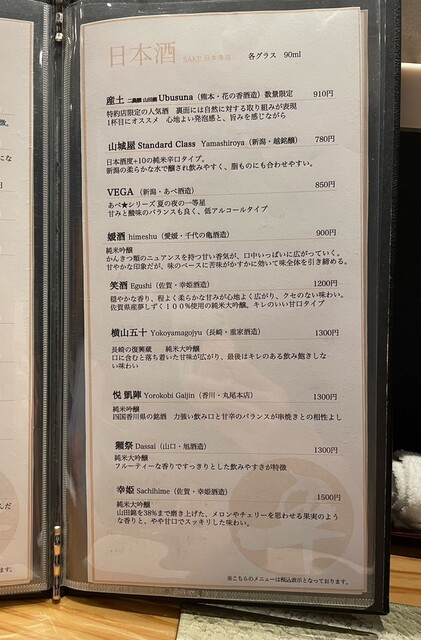 日本酒 SAKE 日本清酒 各グラス 90ml
産土 二農醸 山田錦 Ubusuna（熊本・花の香酒造）数量限定 910円
特約店限定の人気酒 裏面には自然に対する取り組みが表現
1杯目にオススメ 心地よい発泡感と、旨みを感じながら
山城屋 Standard Class Yamashiroya（新潟・越銘醸） 780円
日本酒度+10の純米辛口タイプ。
新潟の柔らかな水で醸され飲みやすく、脂ものにも合わせやすい。
VEGA （新潟・あべ酒造） 850円
あべ★シリーズ 夏の夜の一等星
甘みと酸味のバランスも良く、低アルコールタイプ
媛酒 himeshu（愛媛・千代の亀酒造） 900円
純米吟醸
かんきつ類のニュアンスを持つ甘い香気が、口中いっぱいに広がっていく。
甘やかな印象だが、味のベースに苦味がかすかに効いて味全体を引き締める。
笑酒 Egushi（佐賀・幸姫酒造） 1200円
穏やかな香り、程よく柔らかな甘みが心地よく広がり、クセのない味わい。
佐賀県産夢しずく１００%使用の純米大吟醸。キレのいい甘口タイプ
横山五十 Yokoyamagojyu（長崎・重家酒造） 1300円
長崎の復興蔵 純米大吟醸
口に含むと落ち着いた甘味が広がり、最後はキレのある飲み飽きしな
い味わい
悦 凱陣 Yorokobi Gaijin（香川・丸尾本店） 1300円
純米吟醸
四国香川県の銘酒 力強い飲み口と甘辛のバランスが串焼きとの相性よし
獺祭 Dassai（山口・旭酒造） 1300円
純米大吟醸
フルーティーな香りですっきりとした飲みやすさが特徴
幸姫 Sachihime（佐賀・幸姫酒造） 1500円
純米大吟醸
山田錦を38%まで磨き上げた、メロンやチェリーを思わせる果実のよう
な香りと、やや甘口でスッキリした味わい。
※こちらのメニューは税込表示となっております。